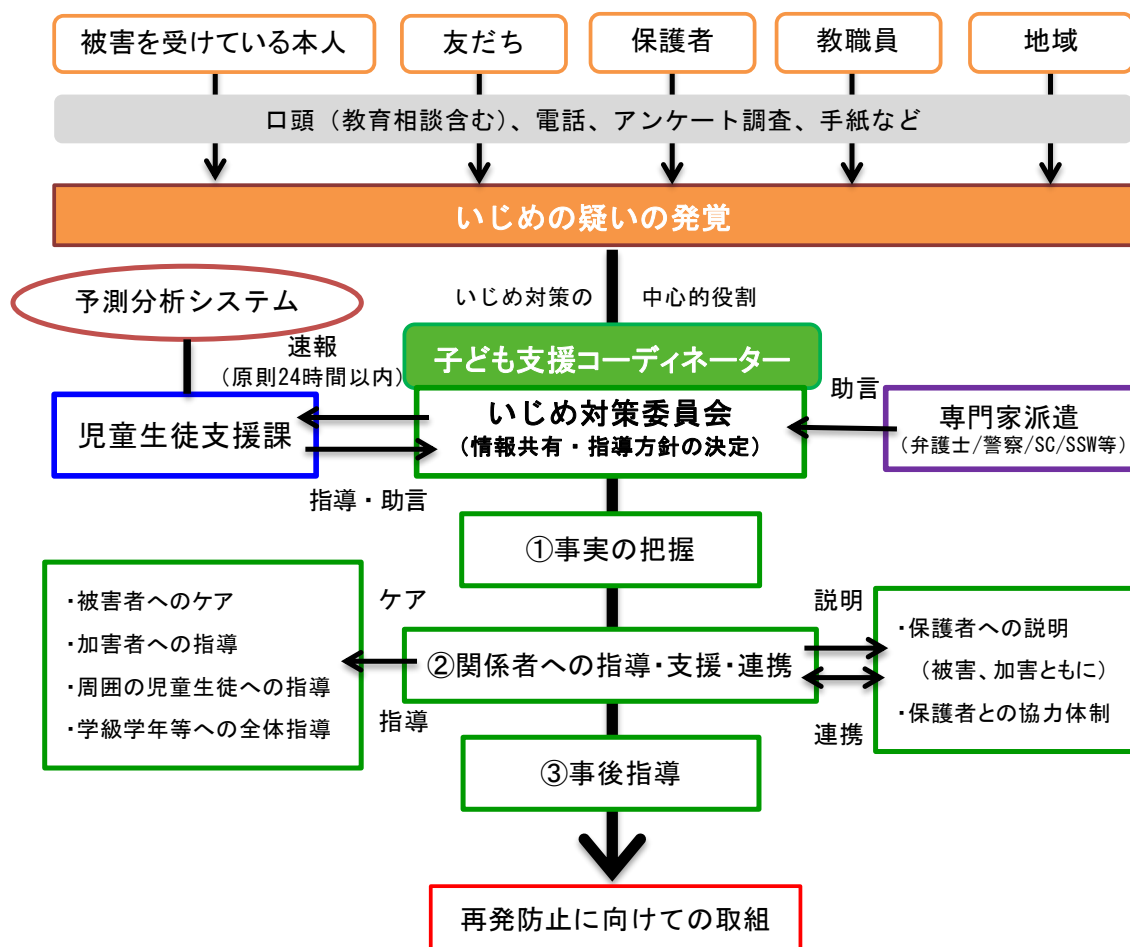 被害を受けている本人
友だち
保護者
教職員
地域
口頭（教育相談含む）、電話、アンケート調査、手紙など
いじめの疑いの発覚
予測分析システム
いじめ対策の
中心的役割
速報
（原則24時間以内）
子ども支援コーディネーター
いじめ対策委員会
（情報共有・指導方針の決定）
児童生徒支援課
助言
専門家派遣
（弁護士/警察/SC/SSW等）
指導・助言
①事実の把握
・被害者へのケア
・加害者への指導
・周囲の児童生徒への指導
・学級学年等への全体指導
ケア
指導
②関係者への指導・支援・連携
説明
連携
・保護者への説明
（被害、加害ともに）
・保護者との協力体制
③事後指導
再発防止に向けての取組